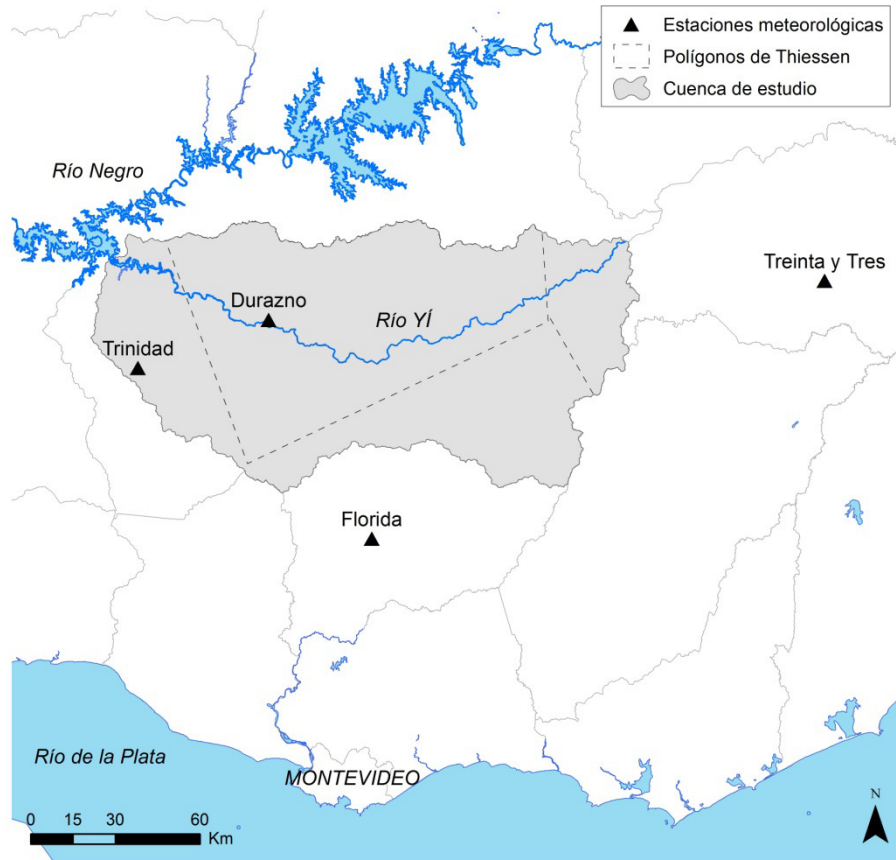 Estaciones meteorológicas
Polígonos de Thiessen
Cuenca de estudio
Río Negro
Treinta y Tres
Durazno
Río YÍ
Trinidad
Florida
Río de la Plata
MONTEVIDEO
N
0 15 30 60
Km